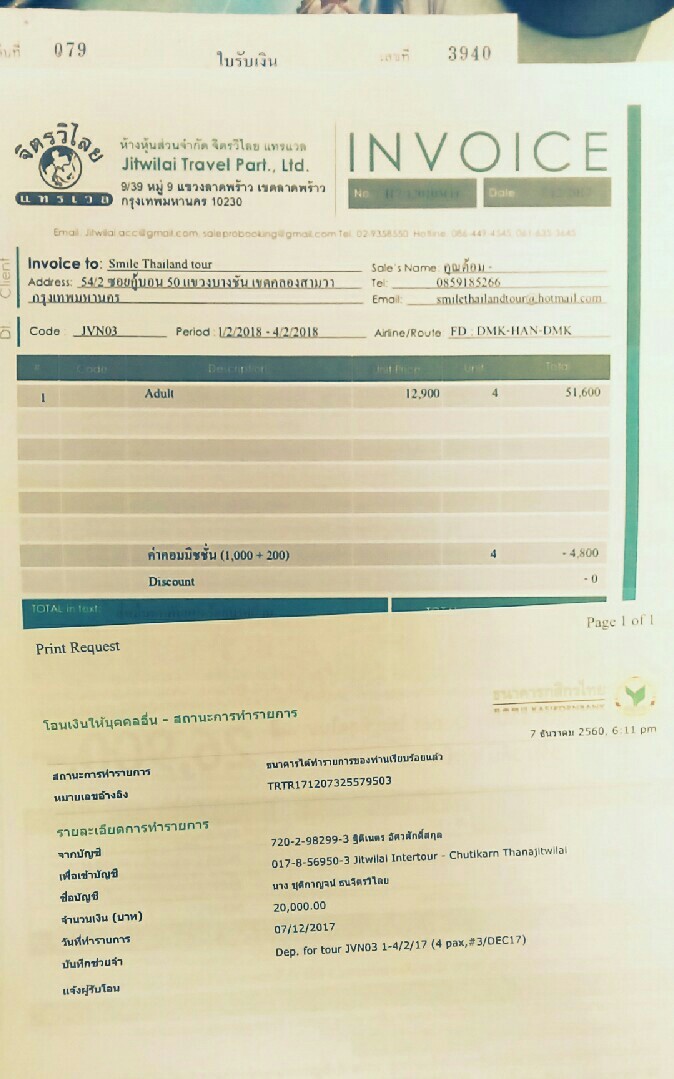 079 ใบรับเงิน เลขที่ 3940
จิตรวิไลย
แทรเวล
ห้างหุ้นส่วนจำกัด จิตรวิไลย แทรเวล
Jitwilai Travel Part., Ltd.
9/39 หมู่ 9 แขวงลาดพร้าว เขตลาดพร้าว
กรุงเทพมหานคร 10230
INVOICE
No. Date
Email. Jitwilai.acc@gmail.com, saleprobooking@gmail.com Tel. 02-9358550 Hotline.
Client
Invoice to: Smile Thailand tour
Address: 54/2 ซอยคู้บอน 50 แขวงบางชัน เขตคลองสามวา
กรุงเทพมหานคร
Sale's Name: คุณค้อม -
Tel: 0859185266
Email: smilethailandtour@hotmail.com
Code : JVN03 Period : 1/2/2018 - 4/2/2018 Airline/Route FD : DMK-HAN-DMK
# Code Description Unit Price Unit Total
1 Adult 12,900 4 51,600
ค่าคอมมิชชั่น (1,000 + 200) 4 - 4,800
Discount - 0
TOTAL in text:
Page 1 of 1
Print Request
ธนาคารกสิกรไทย
โอนเงินให้บุคคลอื่น - สถานะการทำรายการ
7 ธันวาคม 2560, 6:11 pm
สถานะการทำรายการ ธนาคารได้ทำรายการของท่านเรียบร้อยแล้ว
หมายเลขอ้างอิง TRTR171207325579503
รายละเอียดการทำรายการ
จากบัญชี 720-2-98299-3 ฐิติเนตร อัศวศักดิ์สกุล
เพื่อเข้าบัญชี 017-8-56950-3 Jitwilai Intertour - Chutikarn Thanajitwilai
ชื่อบัญชี นาง ชุติกาญจน์ ธนจิตรวิไลย
จำนวนเงิน (บาท) 20,000.00
วันที่ทำรายการ 07/12/2017
บันทึกช่วยจำ Dep. for tour JVN03 1-4/2/17 (4 pax,#3/DEC17)
แจ้งผู้รับโอน